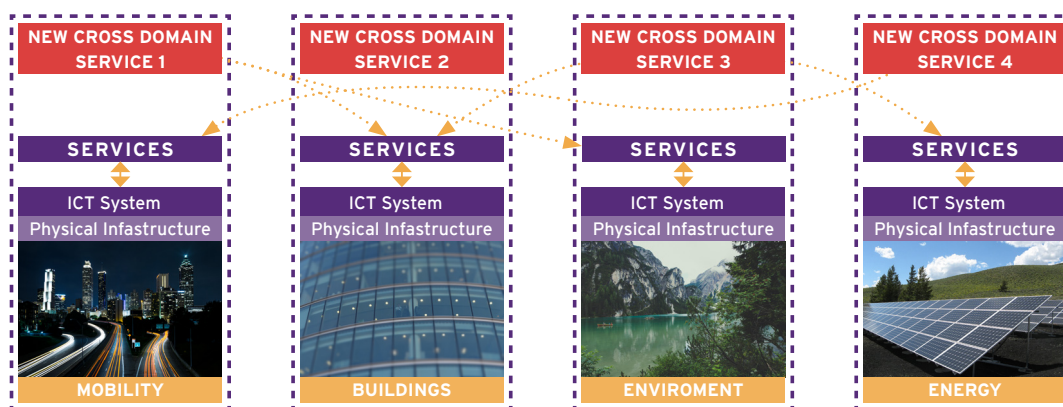 NEW CROSS DOMAIN
SERVICE 1
NEW CROSS DOMAIN
SERVICE 2
NEW CROSS DOMAIN
SERVICE 3
NEW CROSS DOMAIN
SERVICE 4
SERVICES
SERVICES
SERVICES
SERVICES
ICT System
ICT System
ICT System
ICT System
Physical Infastructure
Physical Infastructure
Physical Infastructure
Physical Infastructure
MOBILITY
BUILDINGS
ENVIROMENT
ENERGY